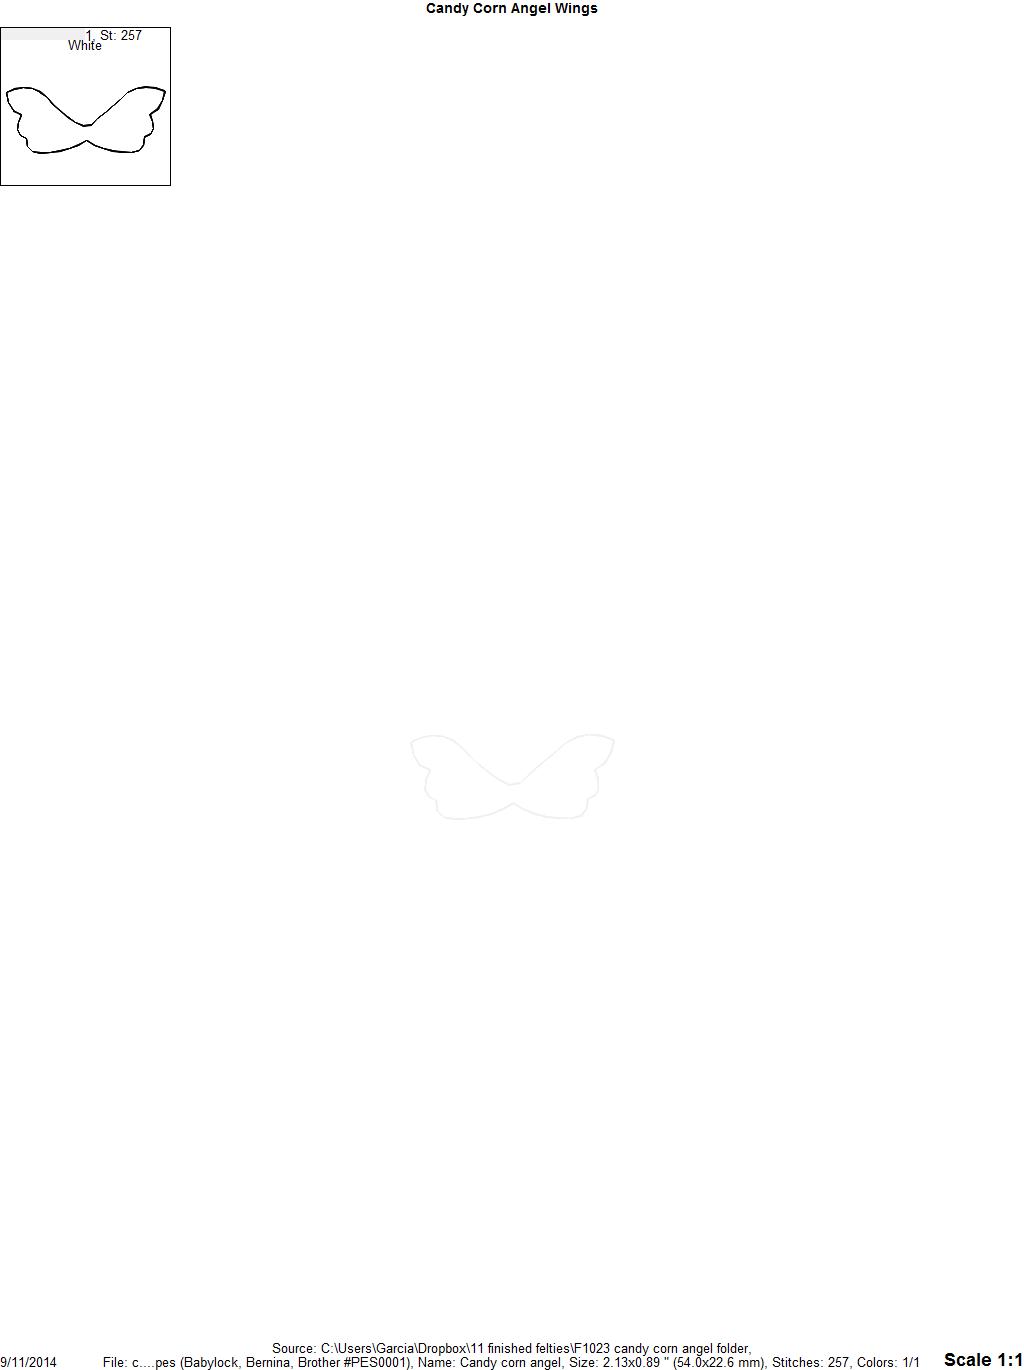 Candy Corn Angel Wings
1, St: 257
White
Source: C:\Users\Garcia\Dropbox\11 finished felties\F1023 candy corn angel folder,
9/11/2014 File: c....pes (Babylock, Bernina, Brother #PES0001), Name: Candy corn angel, Size: 2.13x0.89 " (54.0x22.6 mm), Stitches: 257, Colors: 1/1 Scale 1:1